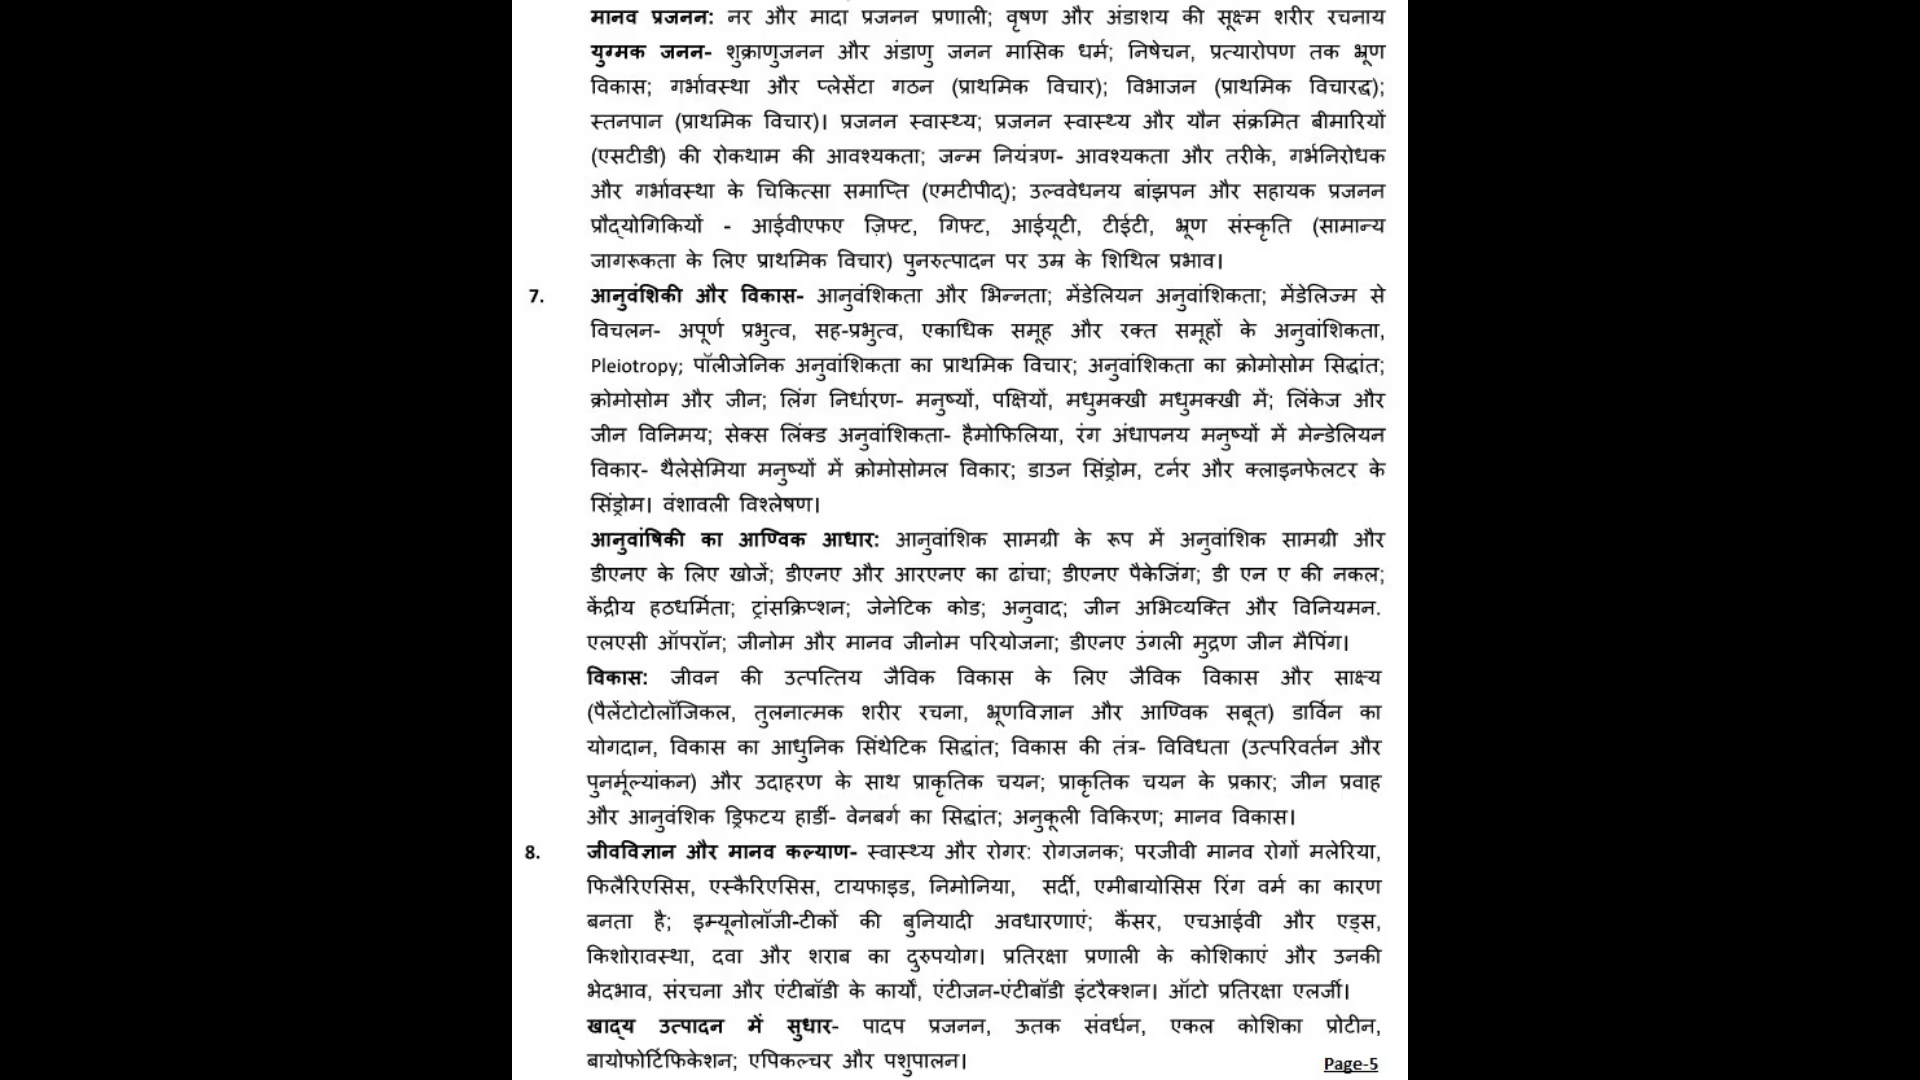 मानव प्रजनन: नर और मादा प्रजनन प्रणाली; वृषण और अंडाशय की सूक्ष्म शरीर रचनाय
युग्मक जनन- शुक्राणुजनन और अंडाणु जनन मासिक धर्म; निषेचन, प्रत्यारोपण तक भ्रूण
विकास; गर्भावस्था और प्लेसेंटा गठन (प्राथमिक विचार); विभाजन (प्राथमिक विचारद्ध);
स्तनपान (प्राथमिक विचार)। प्रजनन स्वास्थ्य; प्रजनन स्वास्थ्य और यौन संक्रमित बीमारियों
(एसटीडी) की रोकथाम की आवश्यकता; जन्म नियंत्रण- आवश्यकता और तरीके, गर्भनिरोधक
और गर्भावस्था के चिकित्सा समाप्ति (एमटीपीद्); उल्ववेधनय बांझपन और सहायक प्रजनन
प्रौद्योगिकियों - आईवीएफए ज़िफ्ट, गिफ्ट, आईयूटी, टीईटी, भ्रूण संस्कृति (सामान्य
जागरूकता के लिए प्राथमिक विचार) पुनरुत्पादन पर उम्र के शिथिल प्रभाव।
7. आनुवंशिकी और विकास- आनुवंशिकता और भिन्नता; मेंडेलियन अनुवांशिकता; मेंडेलिज्म से
विचलन- अपूर्ण प्रभुत्व, सह-प्रभुत्व, एकाधिक समूह और रक्त समूहों के अनुवांशिकता,
Pleiotropy; पॉलीजेनिक अनुवांशिकता का प्राथमिक विचार; अनुवांशिकता का क्रोमोसोम सिद्धांत;
क्रोमोसोम और जीन; लिंग निर्धारण- मनुष्यों, पक्षियों, मधुमक्खी मधुमक्खी में; लिंकेज और
जीन विनिमय; सेक्स लिंक्ड अनुवांशिकता- हैमोफिलिया, रंग अंधापनय मनुष्यों में मेन्डेलियन
विकार- थैलेसेमिया मनुष्यों में क्रोमोसोमल विकार; डाउन सिंड्रोम, टर्नर और क्लाइनफेलटर के
सिंड्रोम। वंशावली विश्लेषण।
आनुवांषिकी का आण्विक आधार: आनुवांशिक सामग्री के रूप में अनुवांशिक सामग्री और
डीएनए के लिए खोजें; डीएनए और आरएनए का ढांचा; डीएनए पैकेजिंग; डी एन ए की नकल;
केंद्रीय हठधर्मिता; ट्रांसक्रिप्शन; जेनेटिक कोड; अनुवाद; जीन अभिव्यक्ति और विनियमन.
एलएसी ऑपरॉन; जीनोम और मानव जीनोम परियोजना; डीएनए उंगली मुद्रण जीन मैपिंग।
विकास: जीवन की उत्पत्तिय जैविक विकास के लिए जैविक विकास और साक्ष्य
(पैलेंटोटोलॉजिकल, तुलनात्मक शरीर रचना, भ्रूणविज्ञान और आण्विक सबूत) डार्विन का
योगदान, विकास का आधुनिक सिंथेटिक सिद्धांत; विकास की तंत्र- विविधता (उत्परिवर्तन और
पुनर्मूल्यांकन) और उदाहरण के साथ प्राकृतिक चयन; प्राकृतिक चयन के प्रकार; जीन प्रवाह
और आनुवंशिक ड्रिफटय हार्डी- वेनबर्ग का सिद्धांत; अनुकूली विकिरण; मानव विकास।
8. जीवविज्ञान और मानव कल्याण- स्वास्थ्य और रोगर: रोगजनक; परजीवी मानव रोगों मलेरिया,
फिलैरिएसिस, एस्कैरिएसिस, टायफाइड, निमोनिया, सर्दी, एमीबायोसिस रिंग वर्म का कारण
बनता है; इम्यूनोलॉजी-टीकों की बुनियादी अवधारणाएं; कैंसर, एचआईवी और एड्स,
किशोरावस्था, दवा और शराब का दुरुपयोग। प्रतिरक्षा प्रणाली के कोशिकाएं और उनकी
भेदभाव, संरचना और एंटीबॉडी के कार्यों, एंटीजन-एंटीबॉडी इंटरैक्शन। ऑटो प्रतिरक्षा एलर्जी।
खाद्य उत्पादन में सुधार- पादप प्रजनन, ऊतक संवर्धन, एकल कोशिका प्रोटीन,
बायोफोर्टिफिकेशन; एपिकल्चर और पशुपालन।
Page-5